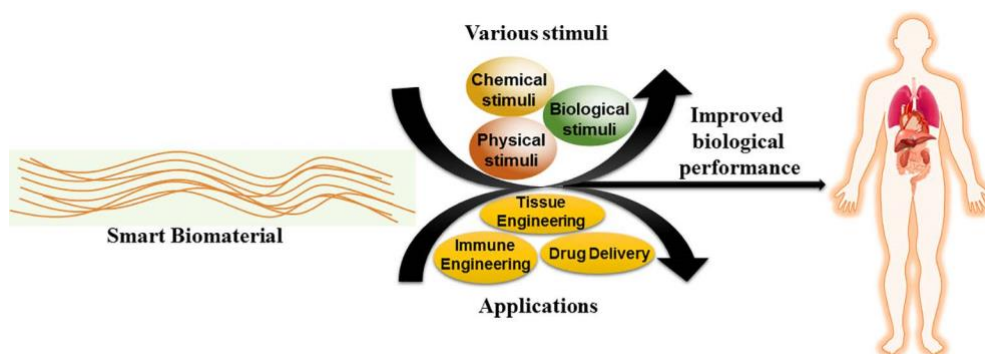 Various stimuli
Chemical
stimuli
Biological
stimuli
Physical
stimuli
Improved
biological
performance
Smart Biomaterial
Tissue
Engineering
Immune
Engineering
Drug Delivery
Applications